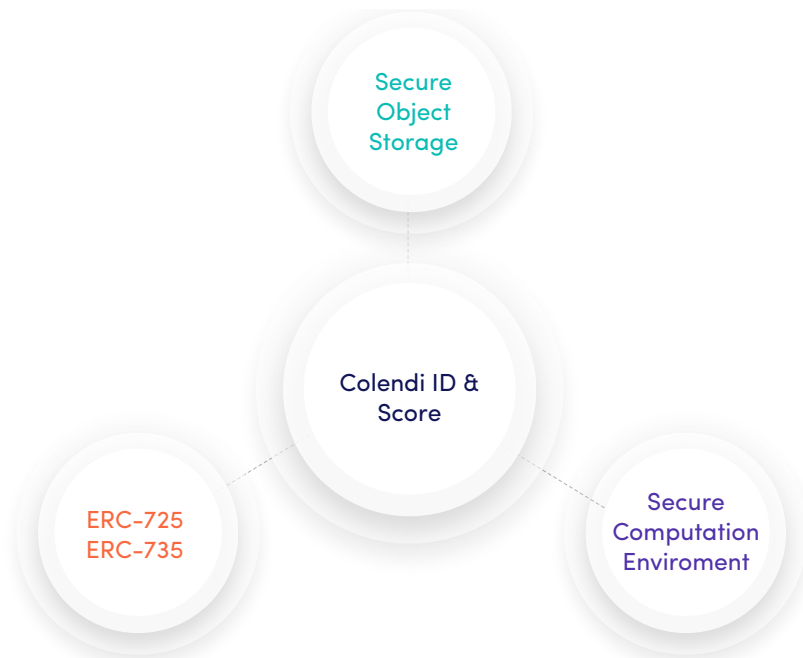 Secure
Object
Storage
Colendi ID &
Score
ERC-725
ERC-735
Secure
Computation
Enviroment